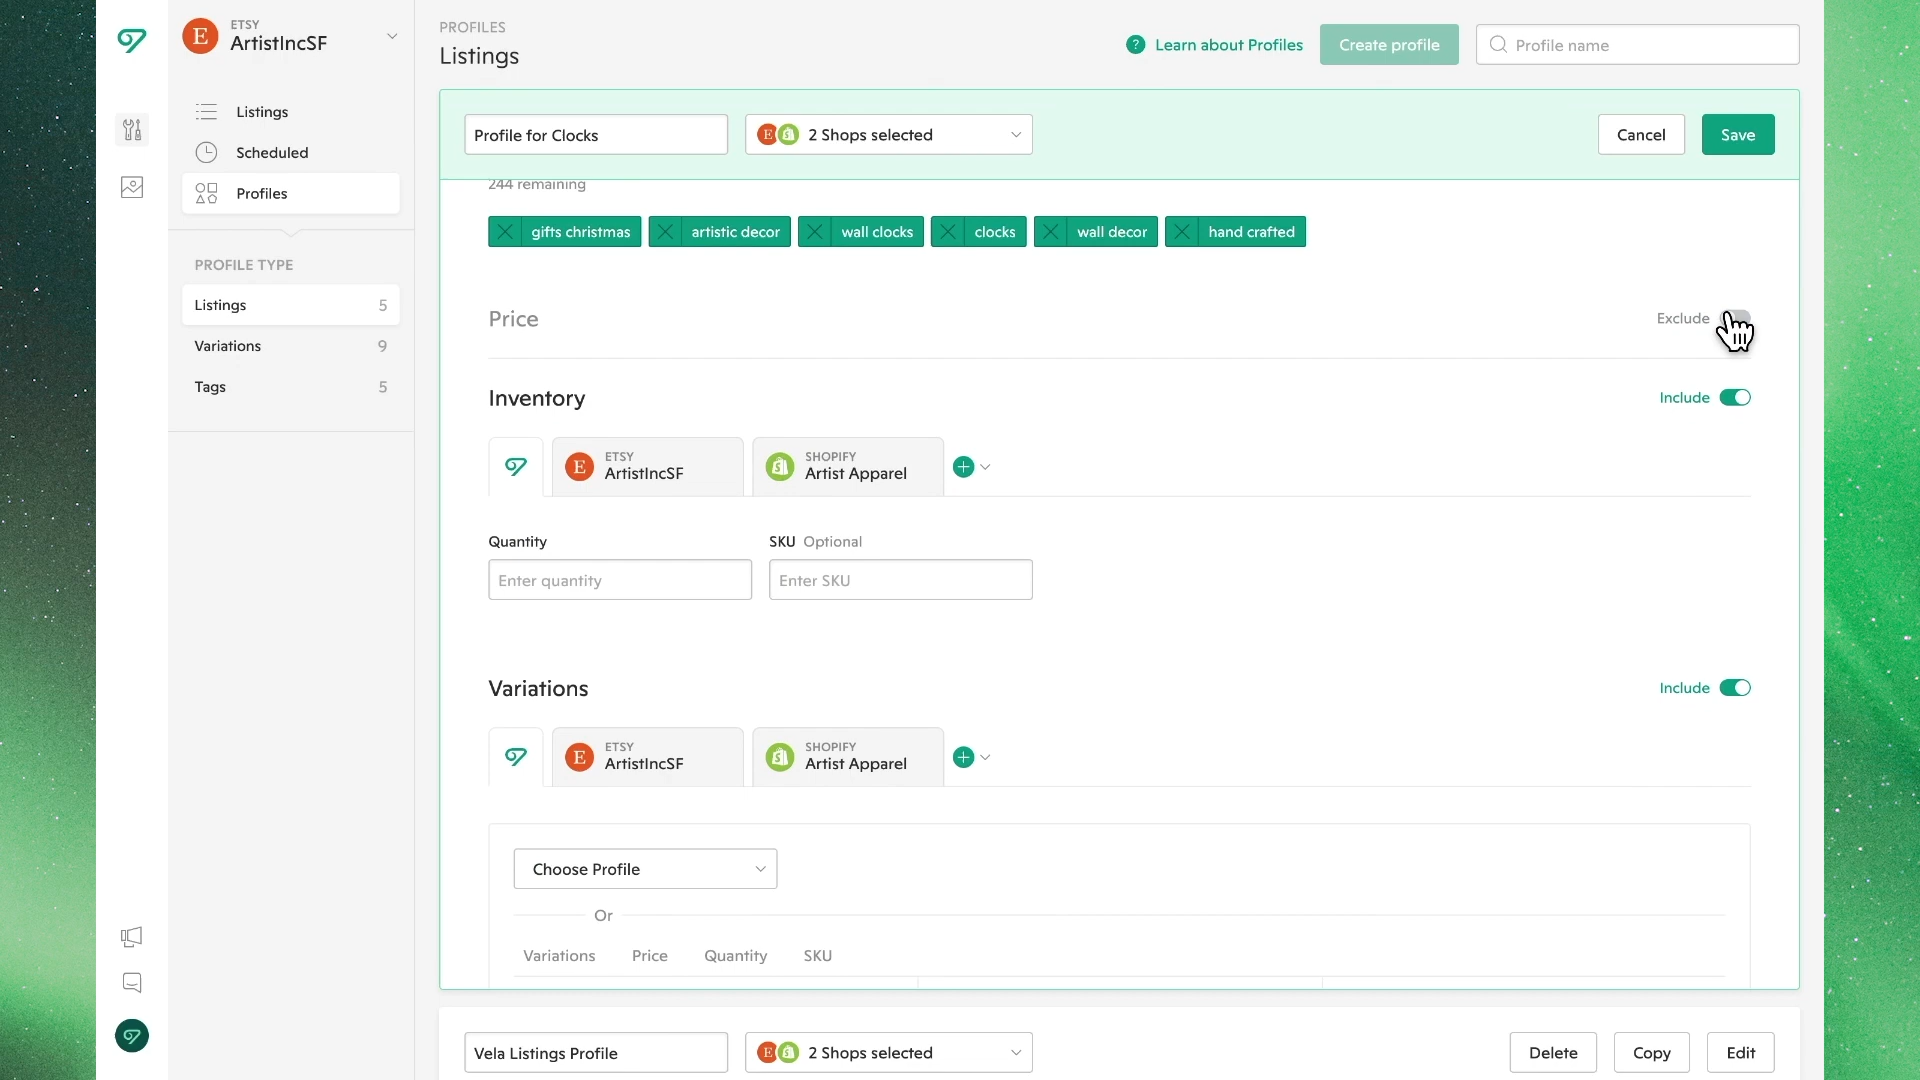 ETSY
ArtistIncSF
Listings
Scheduled
Profiles
PROFILE TYPE
Listings 5
Variations 9
Tags 5
PROFILES
Listings
? Learn about Profiles
Create profile
Profile name
Profile for Clocks
E 2 Shops selected
Cancel
Save
244 remaining
gifts christmas
artistic decor
wall clocks
clocks
wall decor
hand crafted
Price
Exclude
Inventory
Include
E ETSY
ArtistIncSF
SHOPIFY
Artist Apparel
Quantity
SKU Optional
Enter quantity
Enter SKU
Variations
Include
E ETSY
ArtistIncSF
SHOPIFY
Artist Apparel
Choose Profile
Or
Variations Price Quantity SKU
Vela Listings Profile
E 2 Shops selected
Delete
Copy
Edit